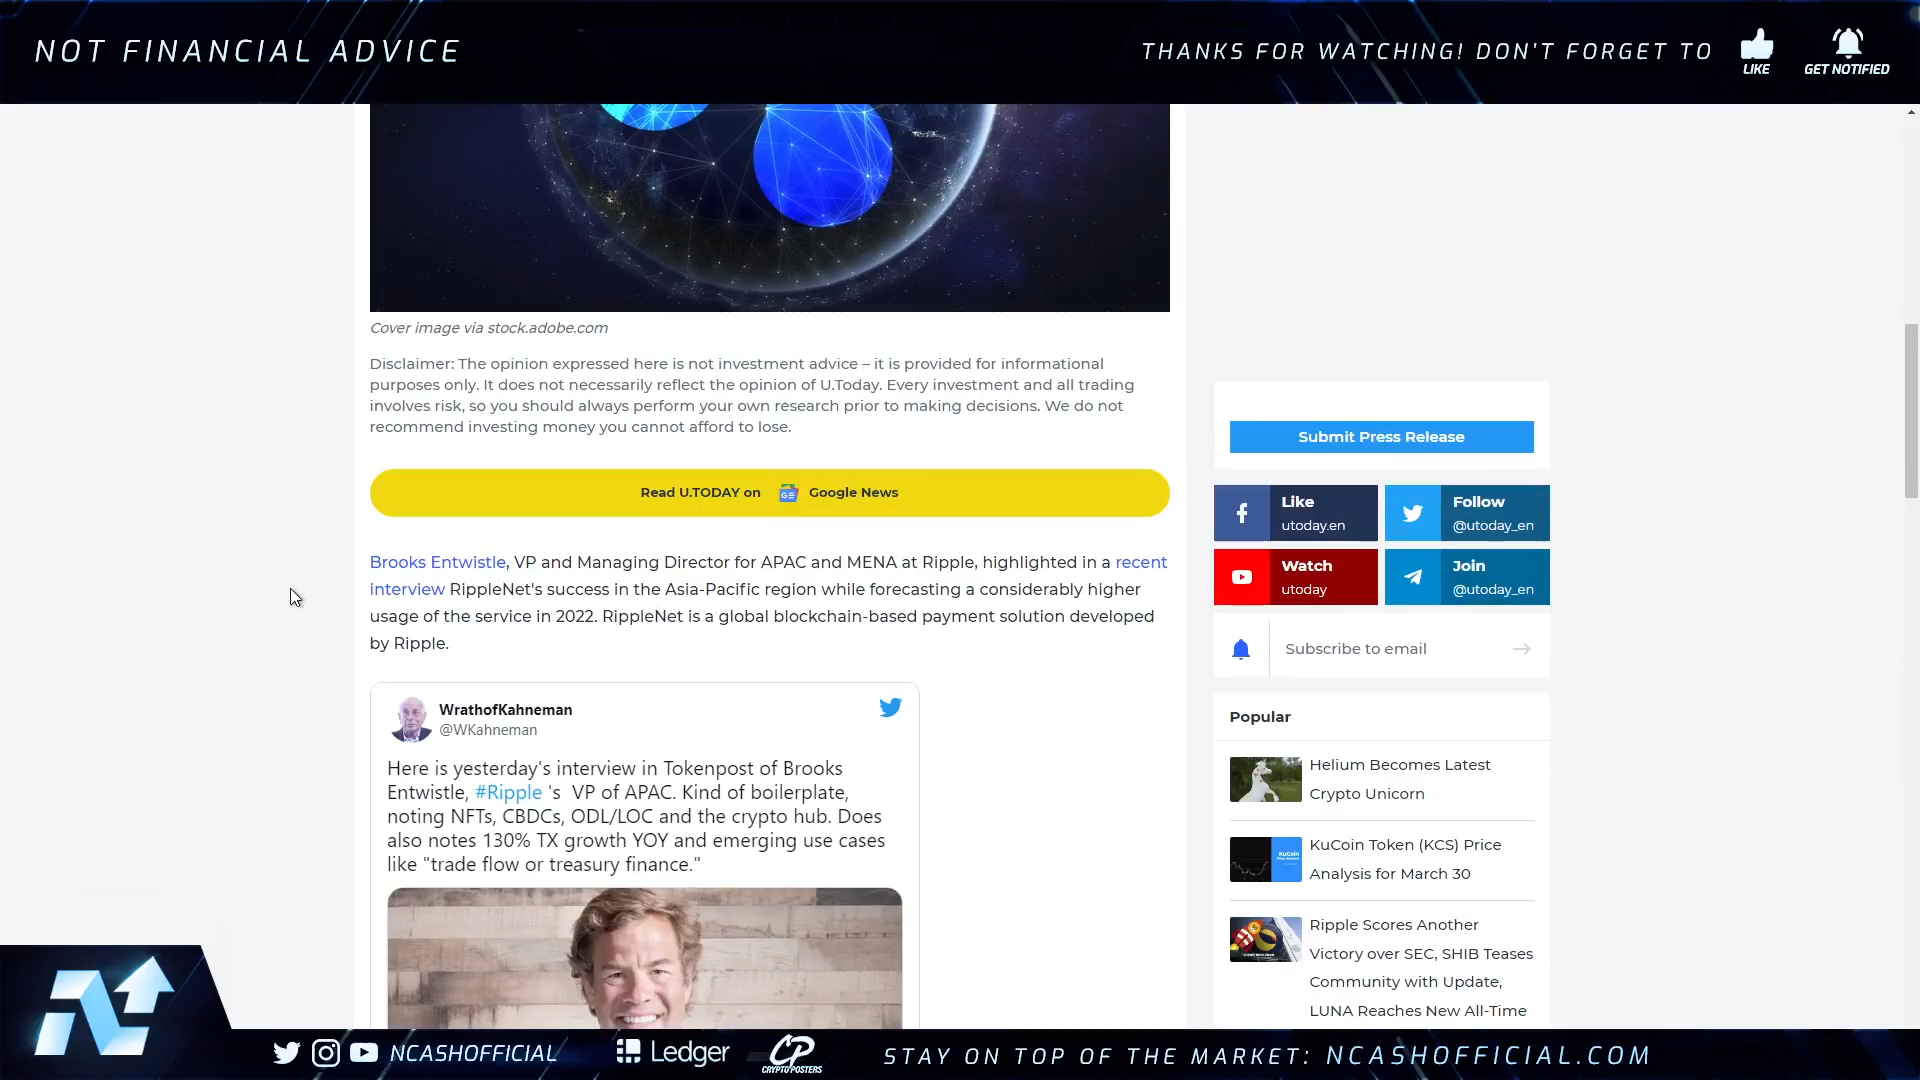 NOT FINANCIAL ADVICE
THANKS FOR WATCHING! DON'T FORGET TO
LIKE
GET NOTIFIED
Cover image via stock.adobe.com
Disclaimer: The opinion expressed here is not investment advice – it is provided for informational
purposes only. It does not necessarily reflect the opinion of U.Today. Every investment and all trading
involves risk, so you should always perform your own research prior to making decisions. We do not
recommend investing money you cannot afford to lose.
Read U.TODAY on Google News
Brooks Entwistle, VP and Managing Director for APAC and MENA at Ripple, highlighted in a recent
interview RippleNet's success in the Asia-Pacific region while forecasting a considerably higher
usage of the service in 2022. RippleNet is a global blockchain-based payment solution developed
by Ripple.
WrathofKahneman
@WKahneman
Here is yesterday's interview in Tokenpost of Brooks
Entwistle, #Ripple 's VP of APAC. Kind of boilerplate,
noting NFTs, CBDCs, ODL/LOC and the crypto hub. Does
also notes 130% TX growth YOY and emerging use cases
like "trade flow or treasury finance."
Submit Press Release
Like
utoday.en
Follow
@utoday_en
Watch
utoday
Join
@utoday_en
Subscribe to email
Popular
Helium Becomes Latest
Crypto Unicorn
KuCoin Token (KCS) Price
Analysis for March 30
Ripple Scores Another
Victory over SEC, SHIB Teases
Community with Update,
LUNA Reaches New All-Time
NCASHOFFICIAL
Ledger
CP
CRYPTOPOSTERS
STAY ON TOP OF THE MARKET: NCASHOFFICIAL.COM